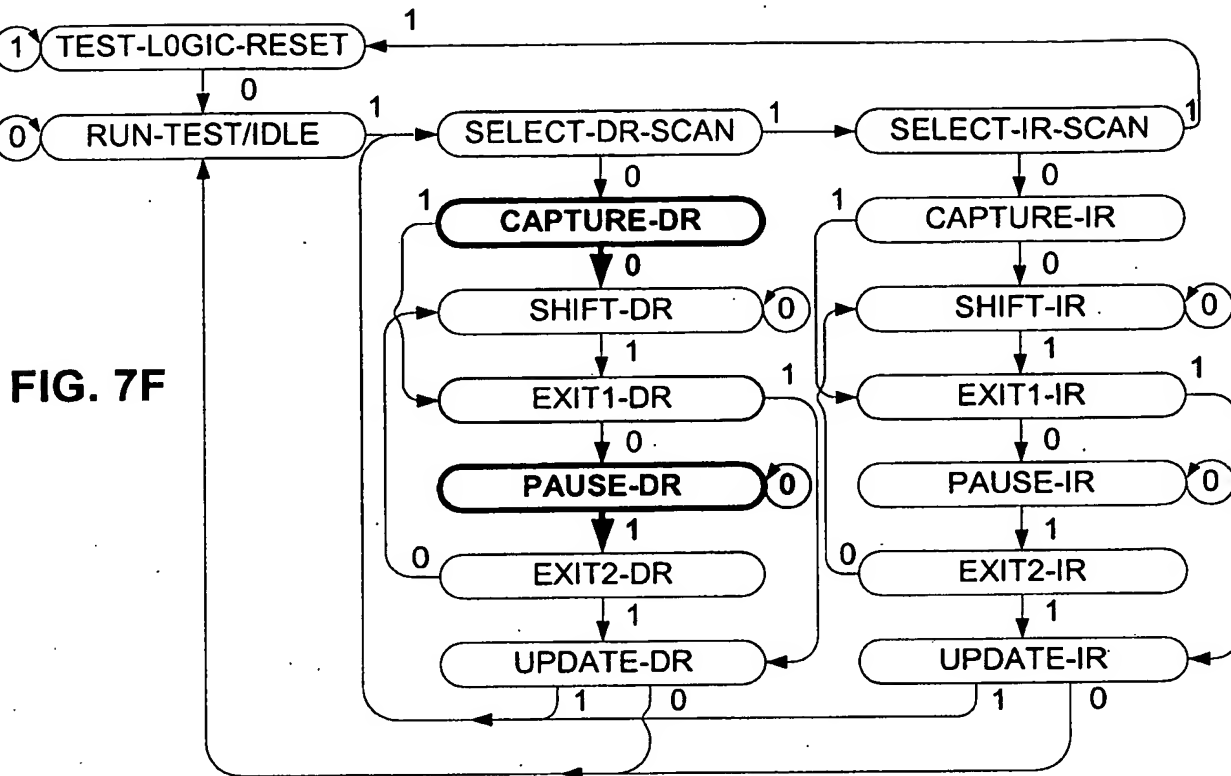 1
1 TEST-L0GIC-RESET
0
0 RUN-TEST/IDLE 1 SELECT-DR-SCAN 1 SELECT-IR-SCAN 1
0 0
1 CAPTURE-DR 1 CAPTURE-IR
0 0
SHIFT-DR 0 SHIFT-IR 0
1 1
FIG. 7F
EXIT1-DR 1 EXIT1-IR 1
0 0
PAUSE-DR 0 PAUSE-IR 0
1 1
0 EXIT2-DR 0 EXIT2-IR
1 1
UPDATE-DR UPDATE-IR
1 0 1 0